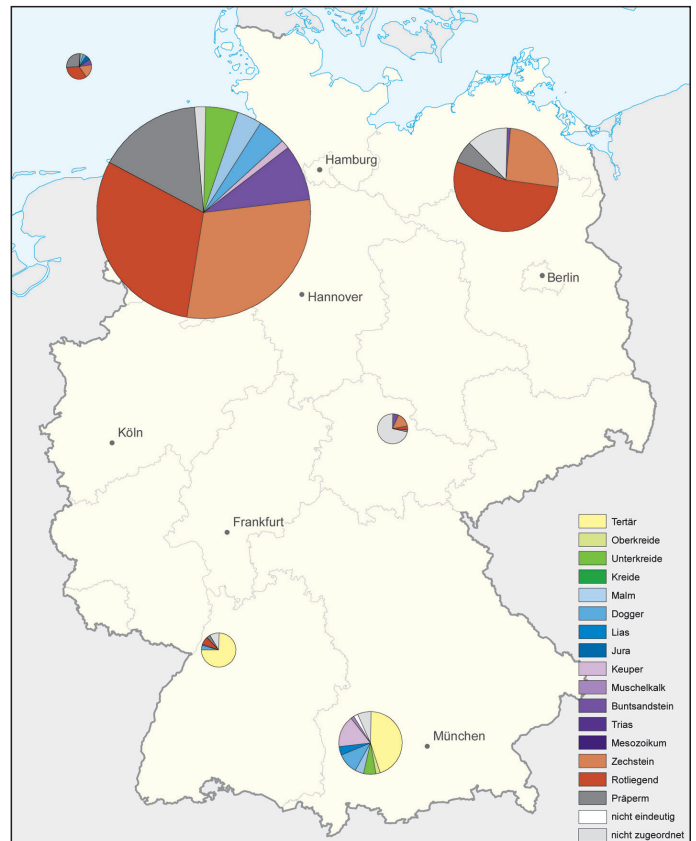 Hamburg
Berlin
Hannover
Köln
Frankfurt
München
Tertär
Oberkreide
Unterkreide
Kreide
Malm
Dogger
Lias
Jura
Keuper
Muschelkalk
Buntsandstein
Trias
Mesozoikum
Zechstein
Rotliegend
Präperm
nicht eindeutig
nicht zugeordnet